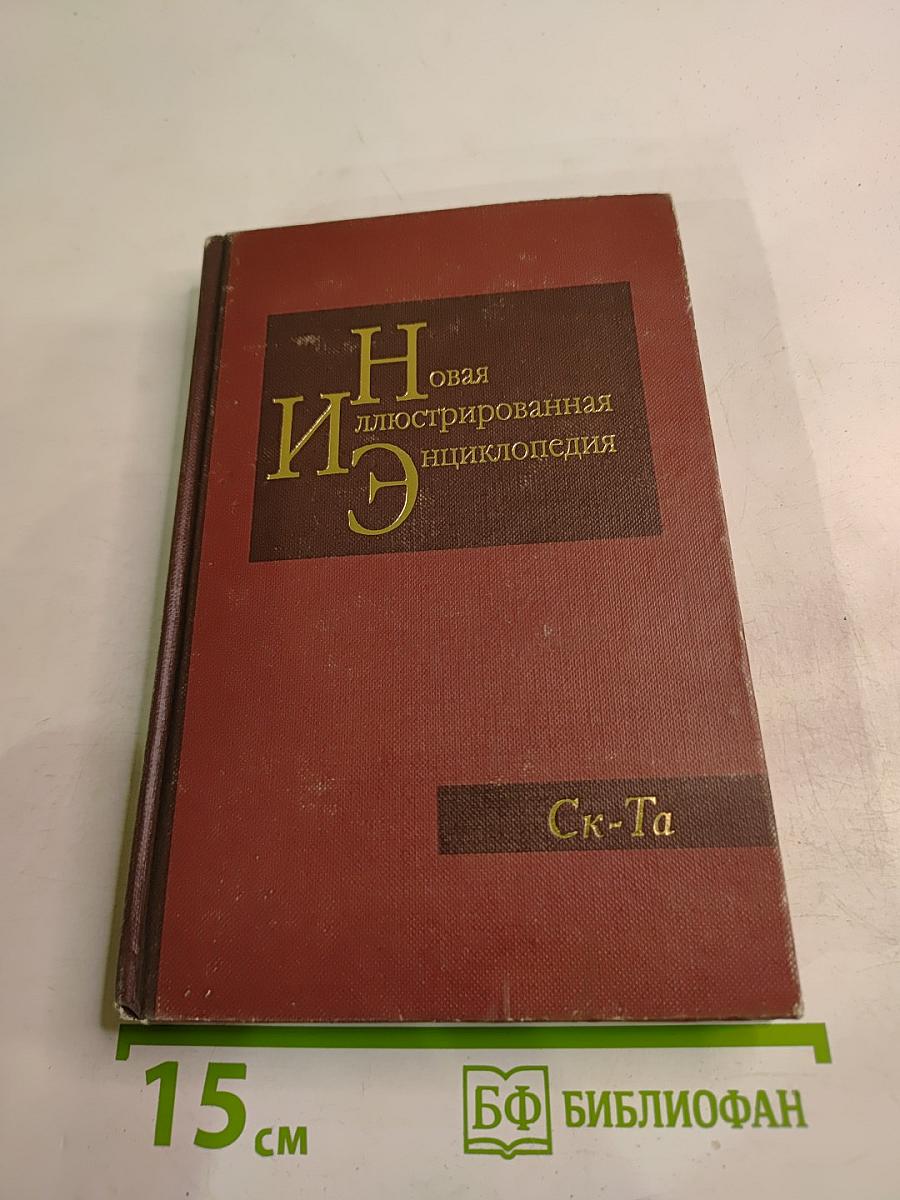 Новая
Иллюстрированная
Энциклопедия
Ск-Та
15 см
БФ БИБЛИОФАН